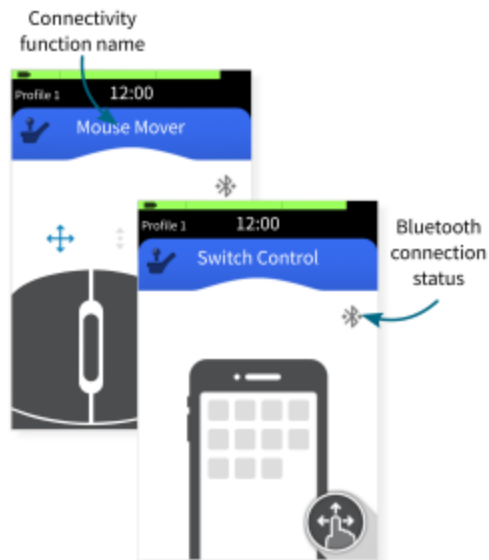 Connectivity
function name
Profile 1
12:00
Mouse Mover
Profile 1
12:00
Switch Control
Bluetooth
connection
status